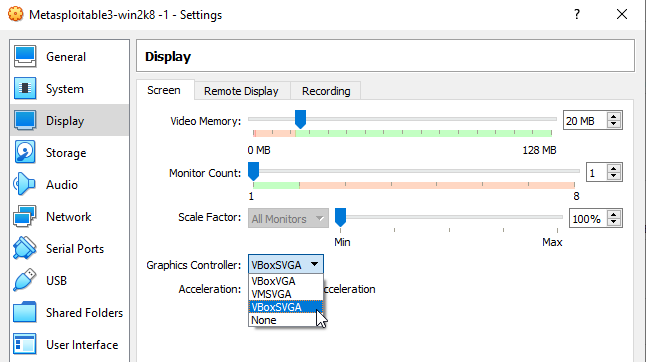 Metasploitable3-win2k8 -1 - Settings
General
System
Display
Storage
Audio
Network
Serial Ports
USB
Shared Folders
User Interface
Display
Screen Remote Display Recording
Video Memory: 20 MB
0 MB 128 MB
Monitor Count: 1
1 8
Scale Factor: All Monitors 100%
Min Max
Graphics Controller: VBoxSVGA
VBoxVGA
VMSVGA
VBoxSVGA
None
Acceleration: cceleration